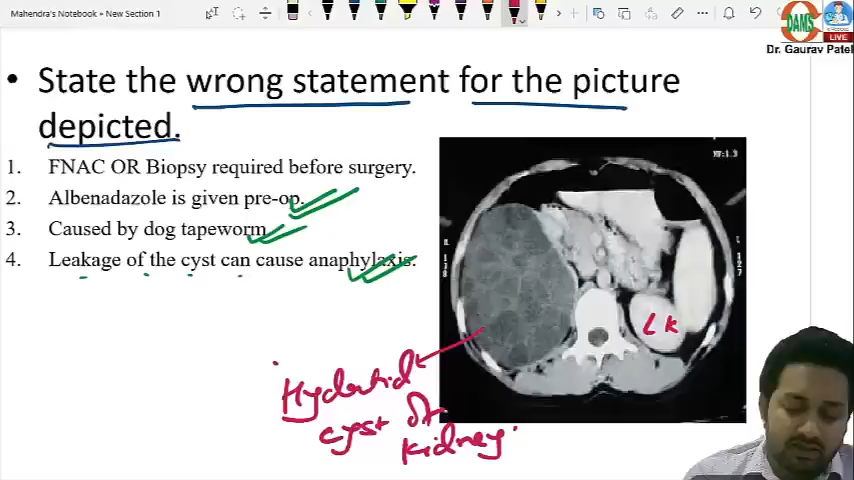 Mahendra's Notebook » New Section 1
DAMS
LIVE
Dr. Gaurav Patel
• State the wrong statement for the picture
depicted.
1. FNAC OR Biopsy required before surgery.
2. Albenadazole is given pre-op.
3. Caused by dog tapeworm
4. Leakage of the cyst can cause anaphylaxis.
LK
Hydatid
cyst of
kidney